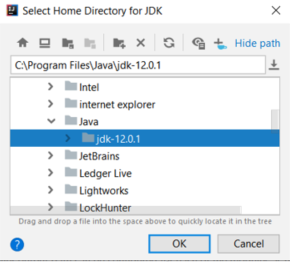 Select Home Directory for JDK
Hide path
C:\Program Files\Java\jdk-12.0.1
Intel
internet explorer
Java
jdk-12.0.1
JetBrains
Ledger Live
Lightworks
LockHunter
Drag and drop a file into the space above to quickly locate it in the tree
?
OK
Cancel